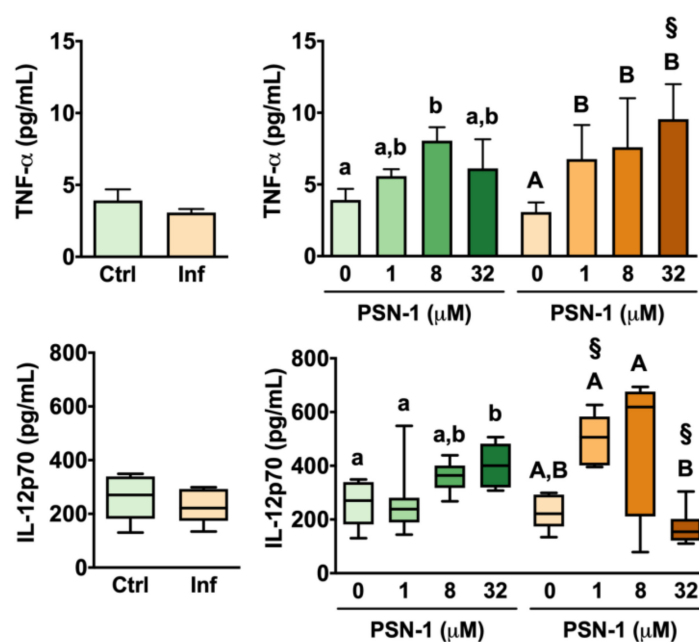 TNF-α (pg/mL)
15
10
5
0
Ctrl Inf
TNF-α (pg/mL)
15
10
5
0
a
a,b
b
a,b
A
B
B
§
B
0 1 8 32 0 1 8 32
PSN-1 (μM) PSN-1 (μM)
IL-12p70 (pg/mL)
800
600
400
200
0
Ctrl Inf
IL-12p70 (pg/mL)
800
600
400
200
0
a
a
a,b
b
A,B
§
A
A
§
B
0 1 8 32 0 1 8 32
PSN-1 (μM) PSN-1 (μM)